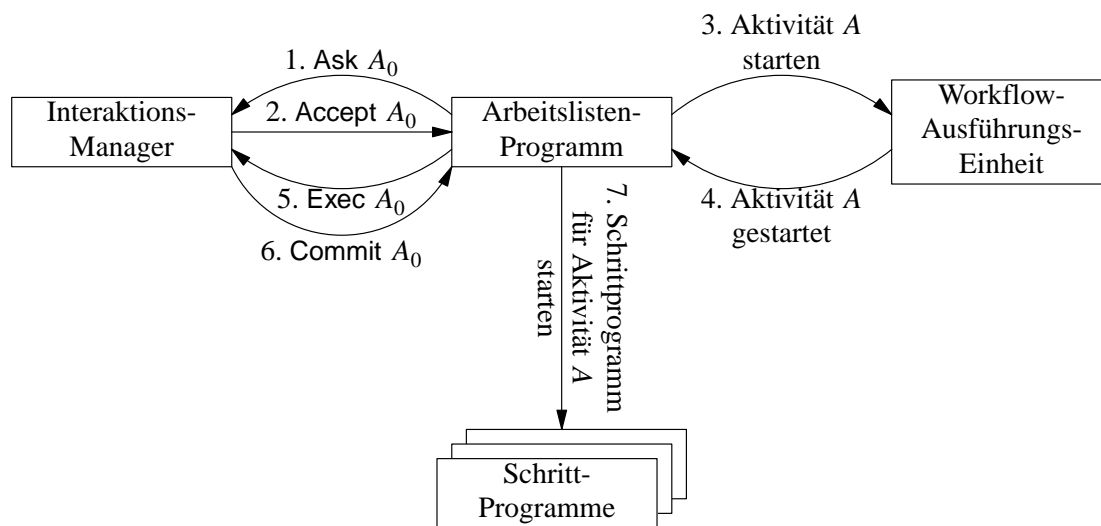 3. Aktivität A
starten
1. Ask A0
Interaktions-
Manager
2. Accept A0
Arbeitslisten-
Programm
Workflow-
Ausführungs-
Einheit
5. Exec A0
6. Commit A0
4. Aktivität A
gestartet
7. Schrittprogramm
für Aktivität A
starten
Schritt-
Programme